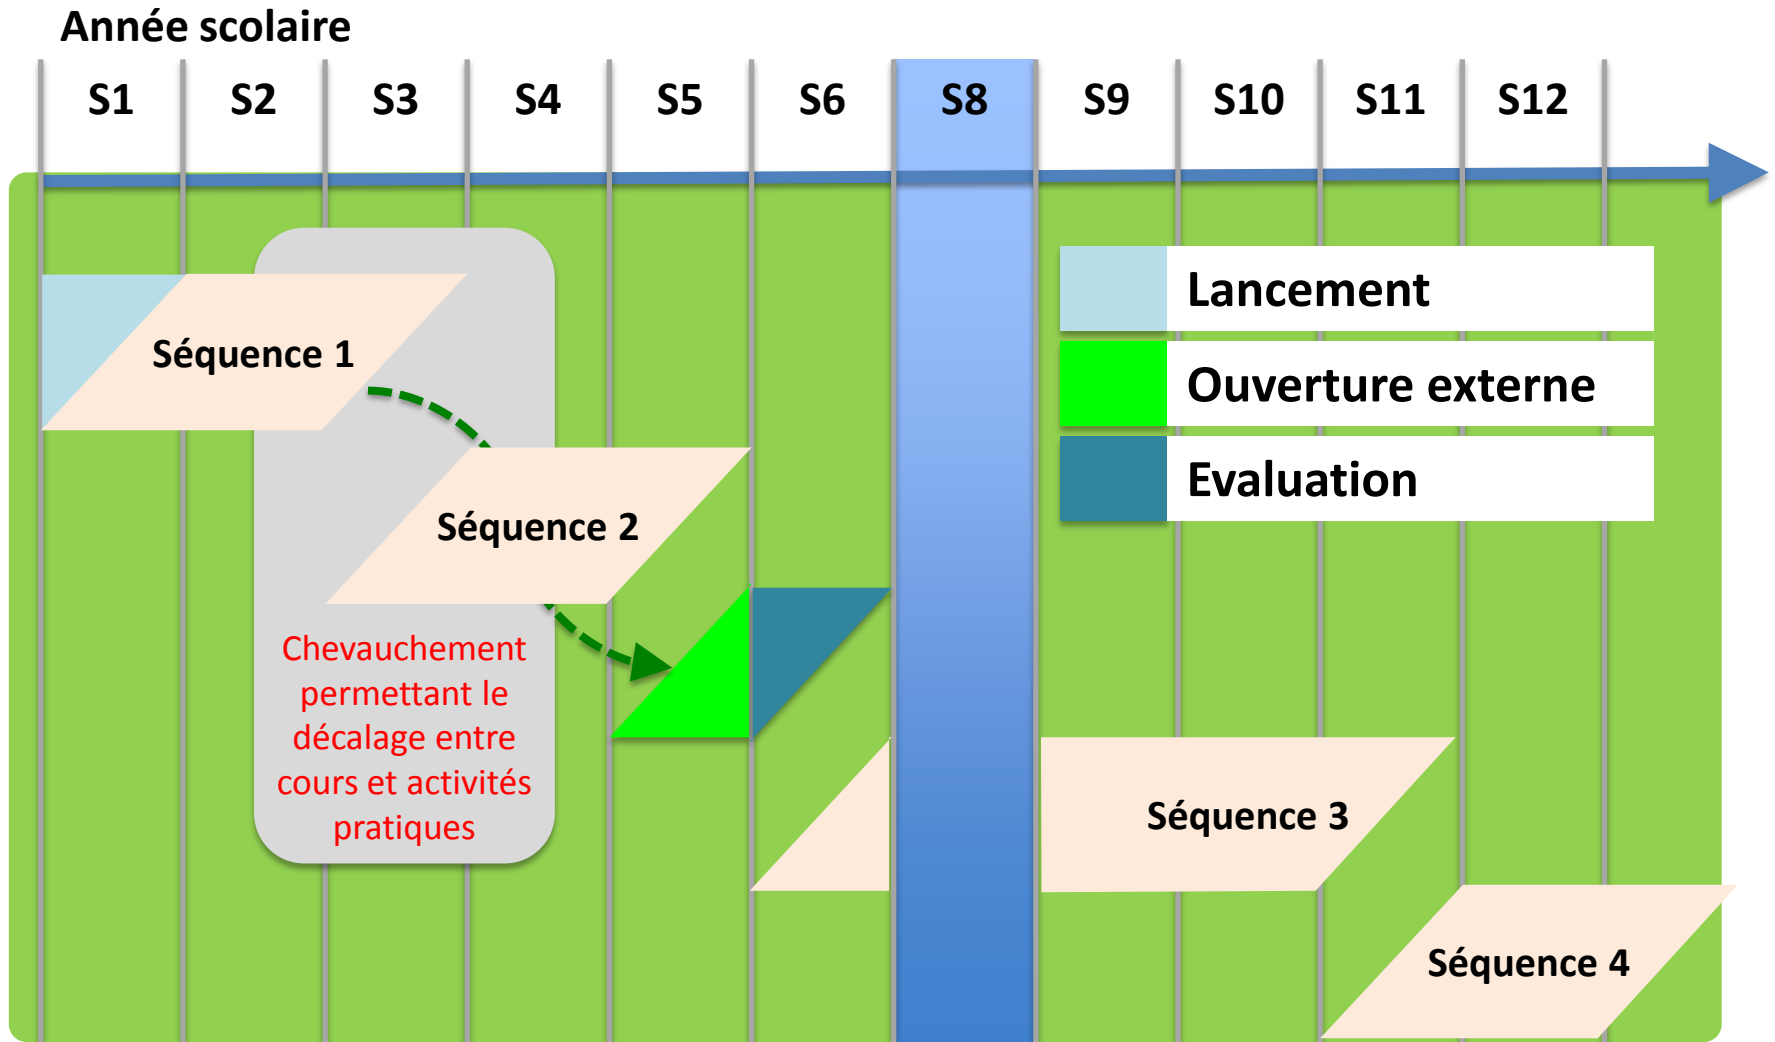 Année scolaire
S1 S2 S3 S4 S5 S6 S8 S9 S10 S11 S12
Lancement
Ouverture externe
Evaluation
Séquence 1
Séquence 2
Chevauchement
permettant le
décalage entre
cours et activités
pratiques
Séquence 3
Séquence 4